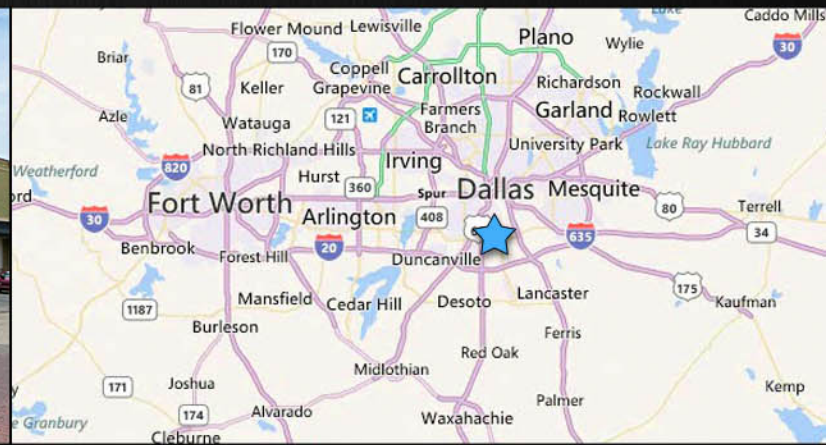 Flower Mound
Lewisville
Plano
Caddo Mills
170
Wylie
30
Briar
Coppell
Carrollton
Richardson
81
Keller
Grapevine
Rockwall
Azle
121
Farmers
Branch
Garland
Rowlett
Watauga
University Park
Lake Ray Hubbard
North Richland Hills
Irving
Weatherford
820
Hurst
360
Spur
Dallas
Mesquite
Fort Worth
30
Arlington
408
80
Terrell
20
635
34
Benbrook
Forest Hill
Duncanville
175
Mansfield
Cedar Hill
Desoto
Lancaster
Kaufman
1187
Burleson
Ferris
Red Oak
Midlothian
171
Joshua
Kemp
174
Alvarado
Palmer
Granbury
Waxahachie
Cleburne